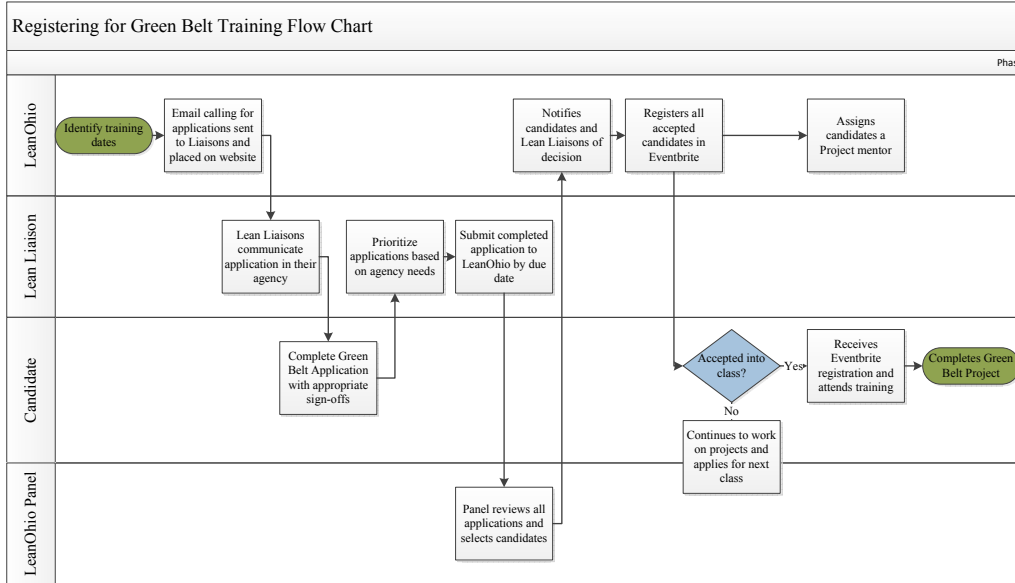 Registering for Green Belt Training Flow Chart
Phas
LeanOhio
Identify training
dates
Email calling for
applications sent
to Liaisons and
placed on website
Notifies
candidates and
Lean Liaisons of
decision
Registers all
accepted
candidates in
Eventbrite
Assigns
candidates a
Project mentor
Lean Liaison
Lean Liaisons
communicate
application in their
agency
Prioritize
applications based
on agency needs
Submit completed
application to
LeanOhio by due
date
Candidate
Complete Green
Belt Application
with appropriate
sign-offs
Accepted into
class?
Yes
Receives
Eventbrite
registration and
attends training
Completes Green
Belt Project
No
Continues to work
on projects and
applies for next
class
LeanOhio Panel
Panel reviews all
applications and
selects candidates